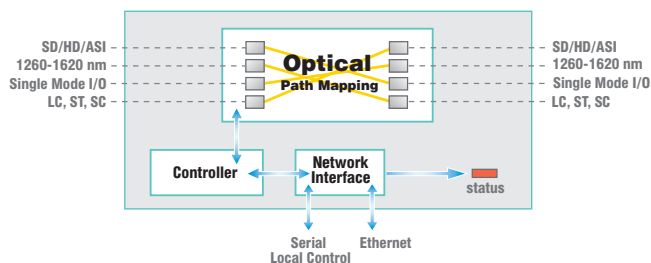 SD/HD/ASI
1260-1620 nm
Single Mode I/O
LC, ST, SC
Optical
Path Mapping
SD/HD/ASI
1260-1620 nm
Single Mode I/O
LC, ST, SC
Controller
Network
Interface
status
Serial
Local Control
Ethernet